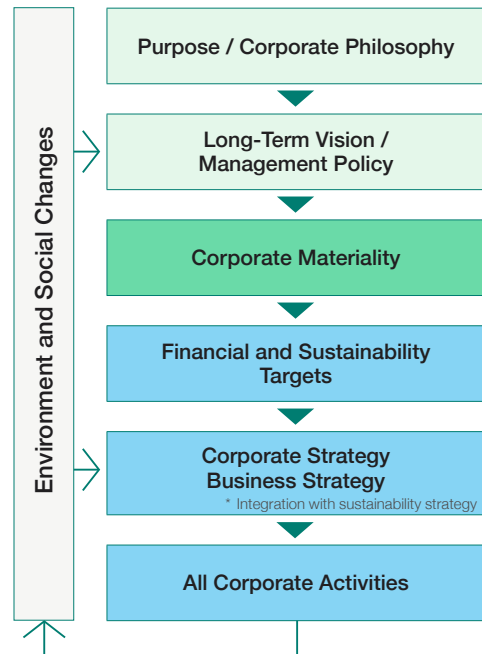 Environment and Social Changes
Purpose / Corporate Philosophy
Long-Term Vision /
Management Policy
Corporate Materiality
Financial and Sustainability
Targets
Corporate Strategy
Business Strategy
* Integration with sustainability strategy
All Corporate Activities